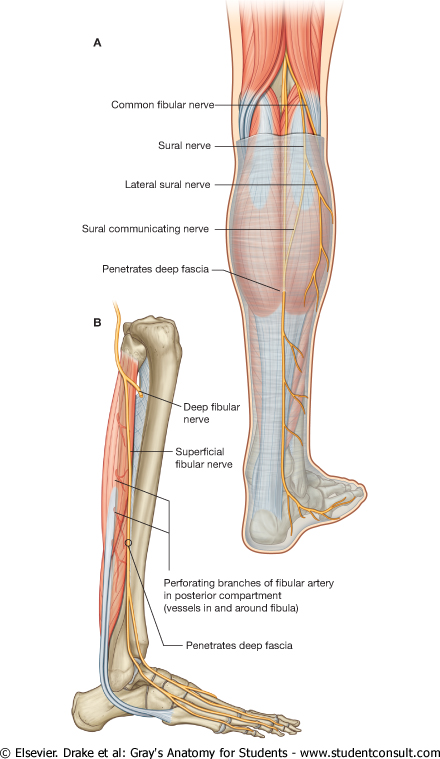 A
Common fibular nerve
Sural nerve
Lateral sural nerve
Sural communicating nerve
Penetrates deep fascia
B
Deep fibular
nerve
Superficial
fibular nerve
Perforating branches of fibular artery
in posterior compartment
(vessels in and around fibula)
Penetrates deep fascia
© Elsevier. Drake et al: Gray's Anatomy for Students - www.studentconsult.com